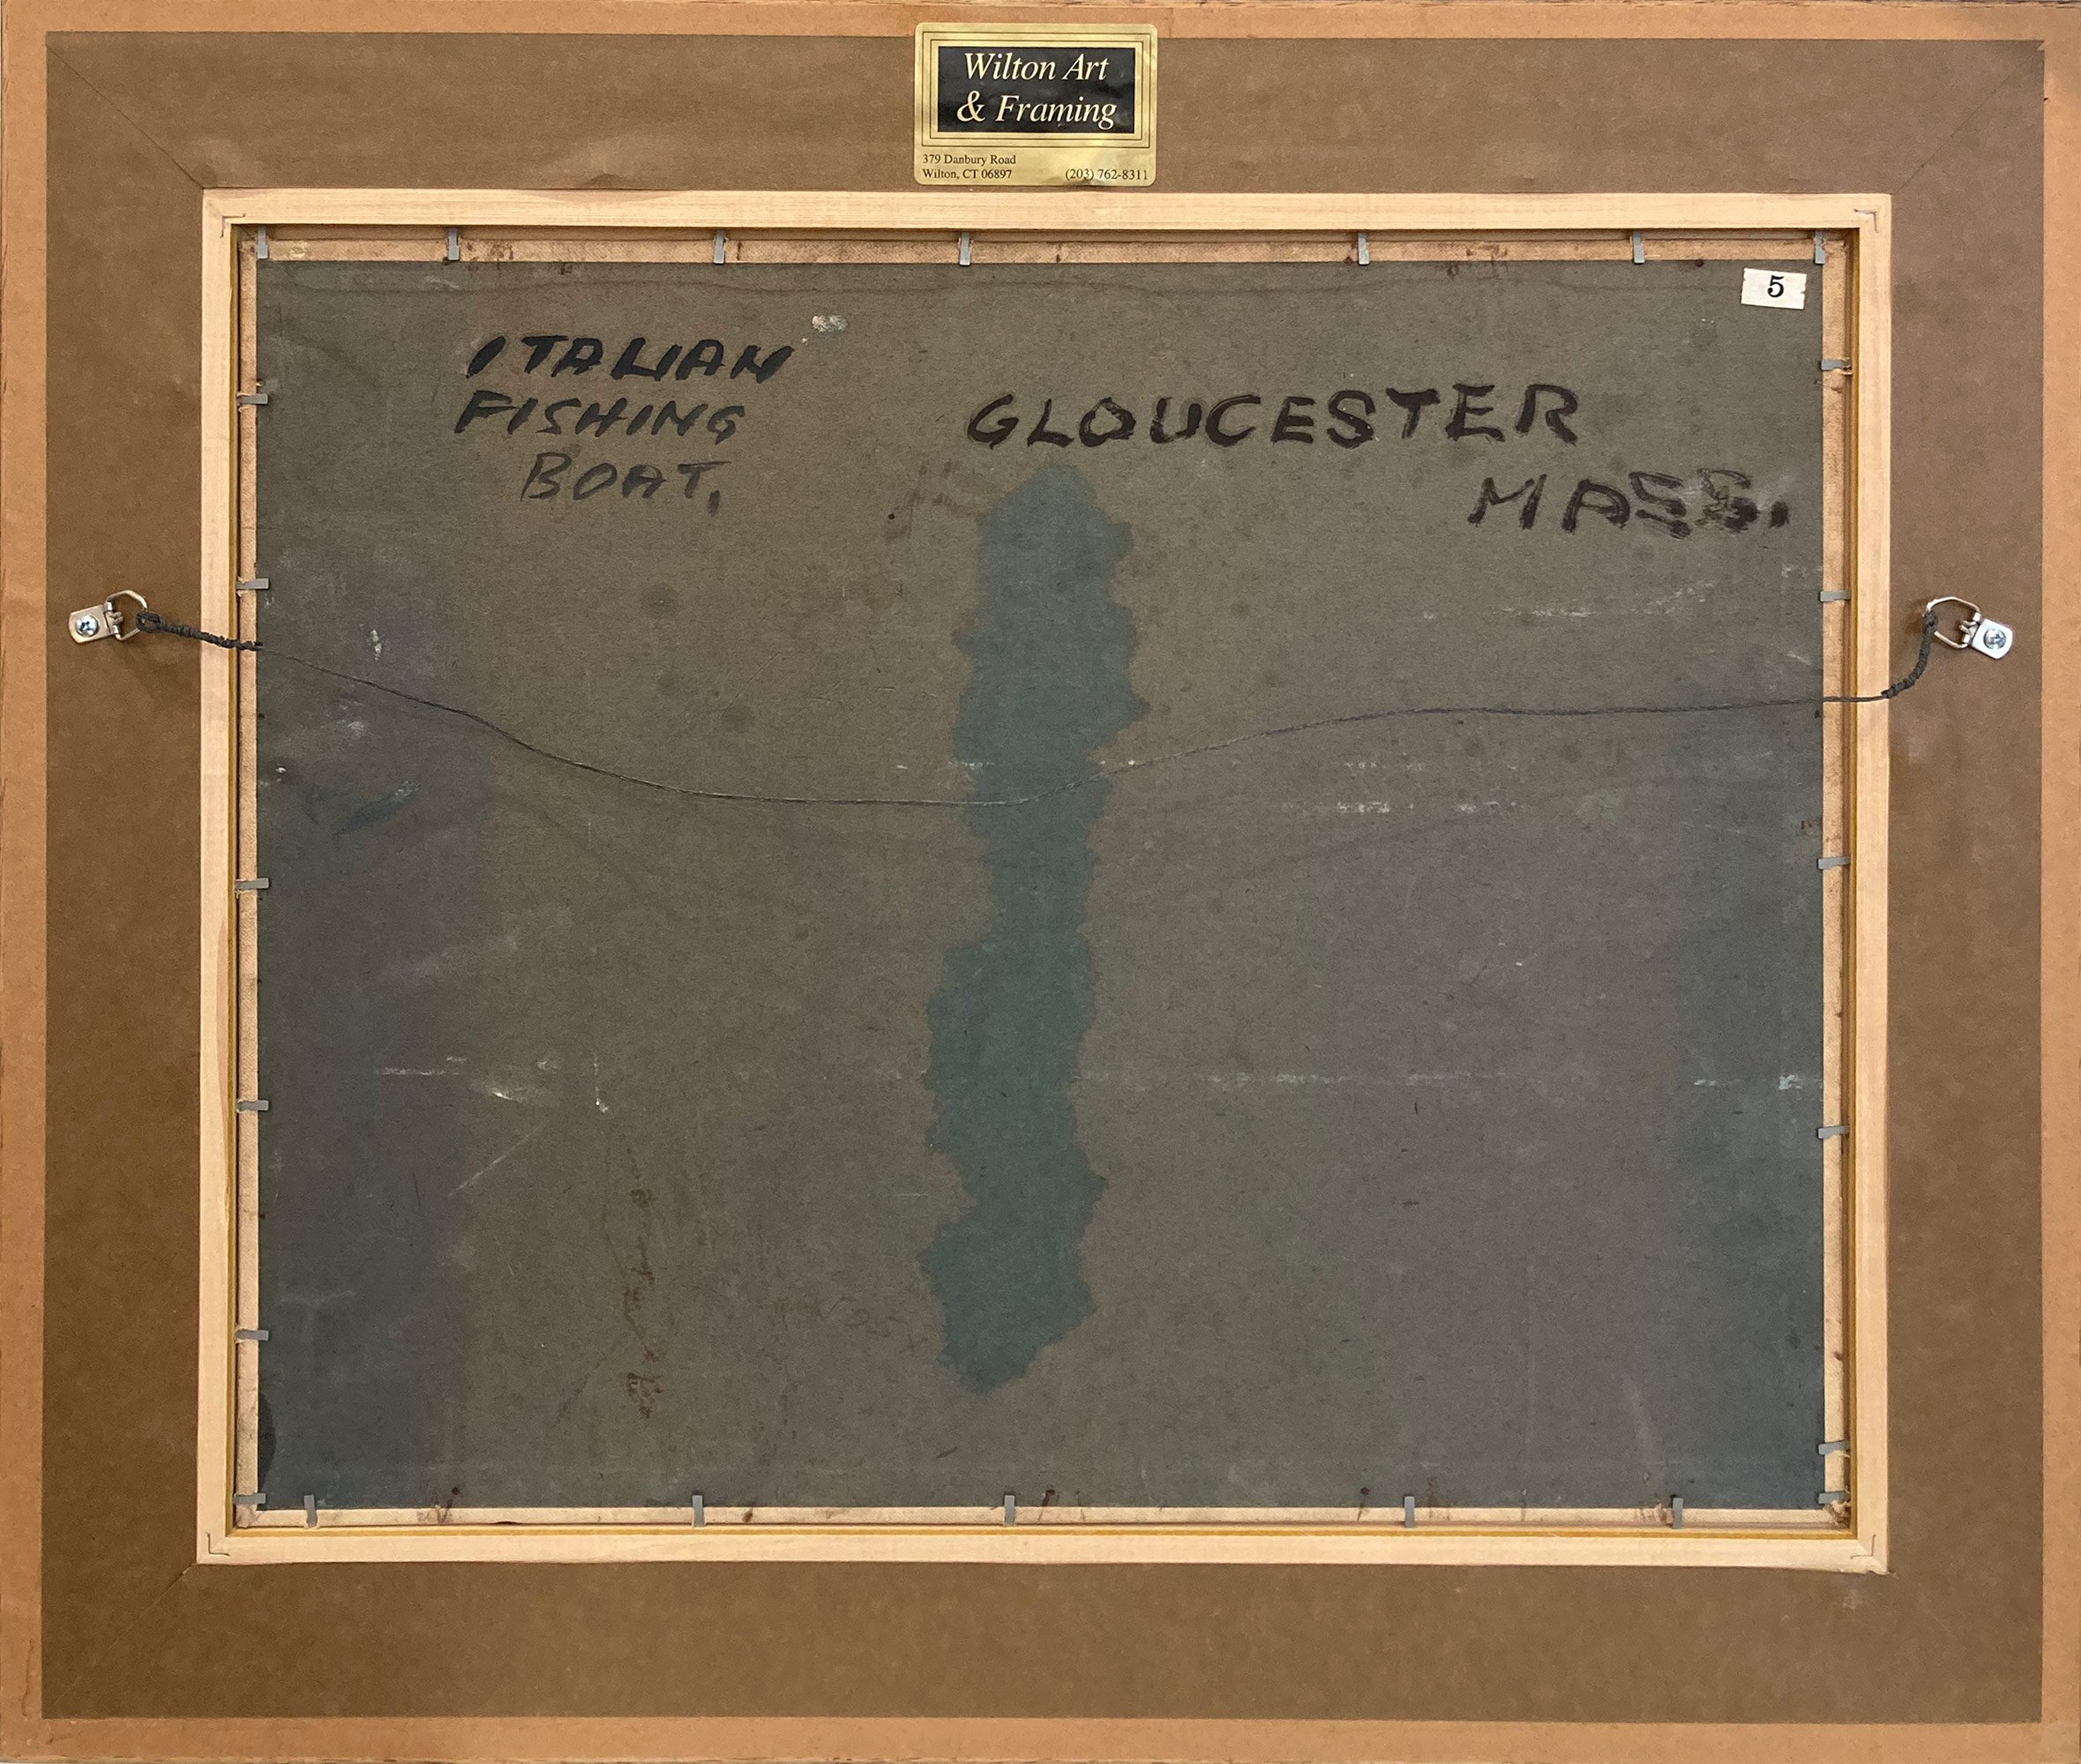 Wilton Art
& Framing
379 Danbury Road
Wilton, CT 06897 (203) 762-8311
5
ITALIAN
FISHING
BOAT.
GLOUCESTER
MASS.